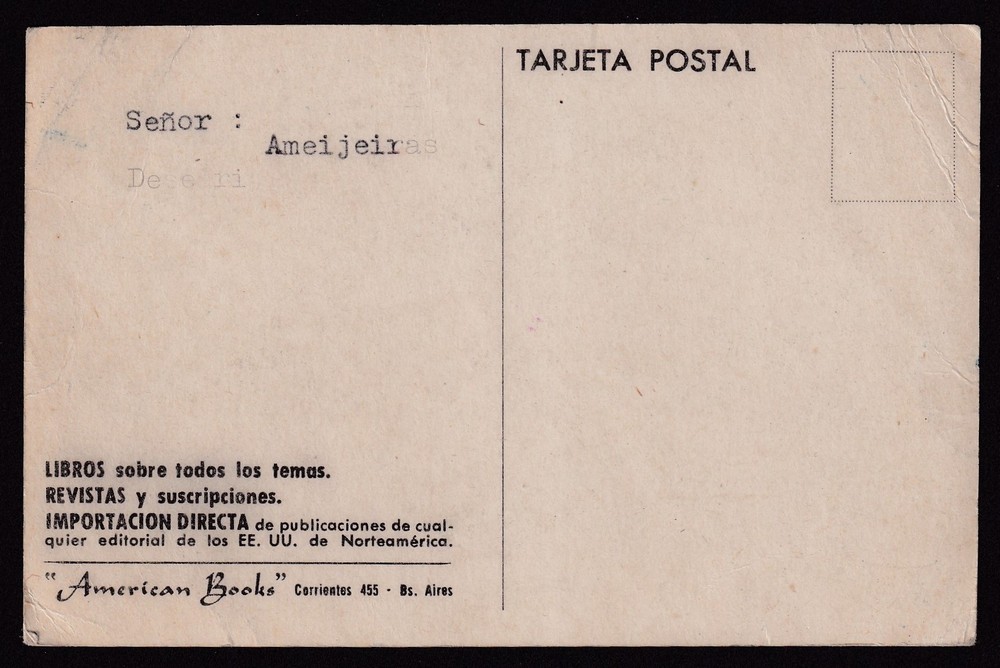 TARJETA POSTAL
Señor :
Ameijeiras
LIBROS sobre todos los temas.
REVISTAS y suscripciones.
IMPORTACION DIRECTA de publicaciones de cual-
quier editorial de los EE. UU. de Norteamérica.
"American Books" Corrientes 455 - Bs. Aires